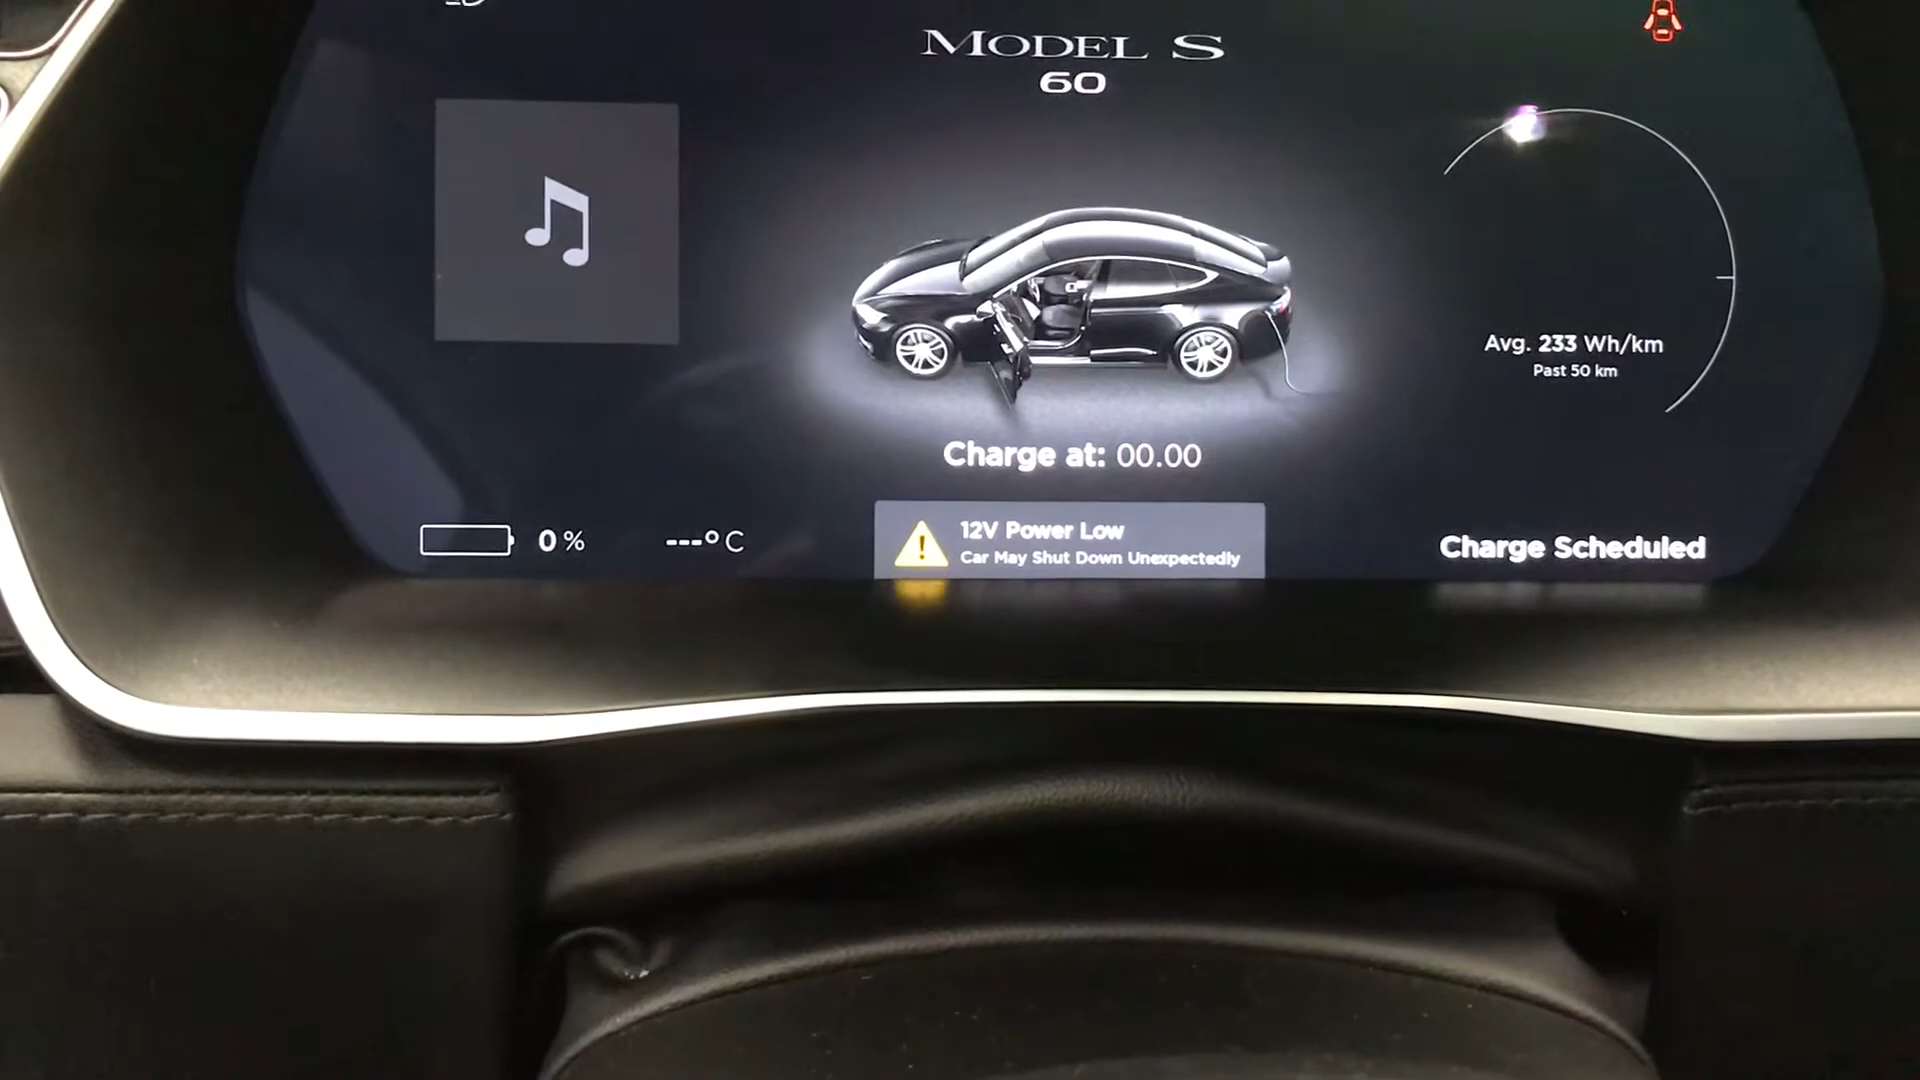 MODEL S
60
Avg. 233 Wh/km
Past 50 km
Charge at: 00.00
0 %
---° C
12V Power Low
Car May Shut Down Unexpectedly
Charge Scheduled